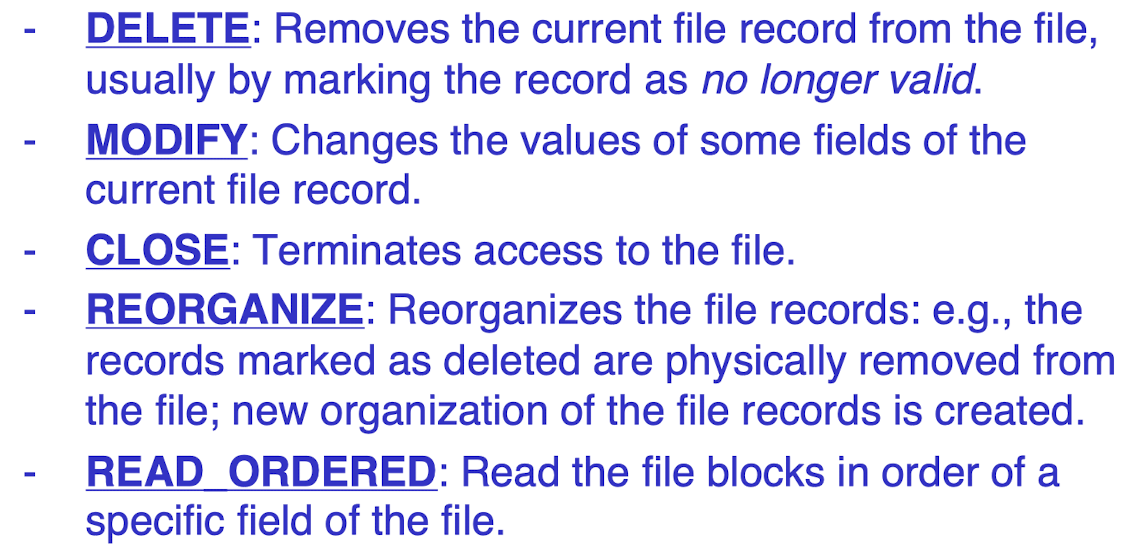 - DELETE: Removes the current file record from the file,
usually by marking the record as no longer valid.
- MODIFY: Changes the values of some fields of the
current file record.
- CLOSE: Terminates access to the file.
- REORGANIZE: Reorganizes the file records: e.g., the
records marked as deleted are physically removed from
the file; new organization of the file records is created.
- READ_ORDERED: Read the file blocks in order of a
specific field of the file.